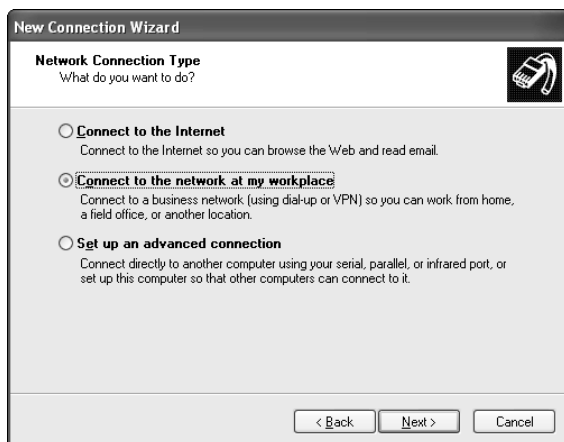 New Connection Wizard
Network Connection Type
What do you want to do?
Connect to the Internet
Connect to the Internet so you can browse the Web and read email.
Connect to the network at my workplace
Connect to a business network (using dial-up or VPN) so you can work from home,
a field office, or another location.
Set up an advanced connection
Connect directly to another computer using your serial, parallel, or infrared port, or
set up this computer so that other computers can connect to it.
< Back Next > Cancel